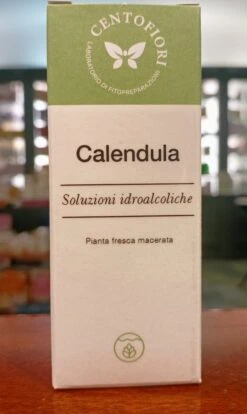 CENTOFIORI
LABORATORIO DI FITOPREPARAZIONI
Calendula
Soluzioni idroalcoliche
Pianta fresca macerata